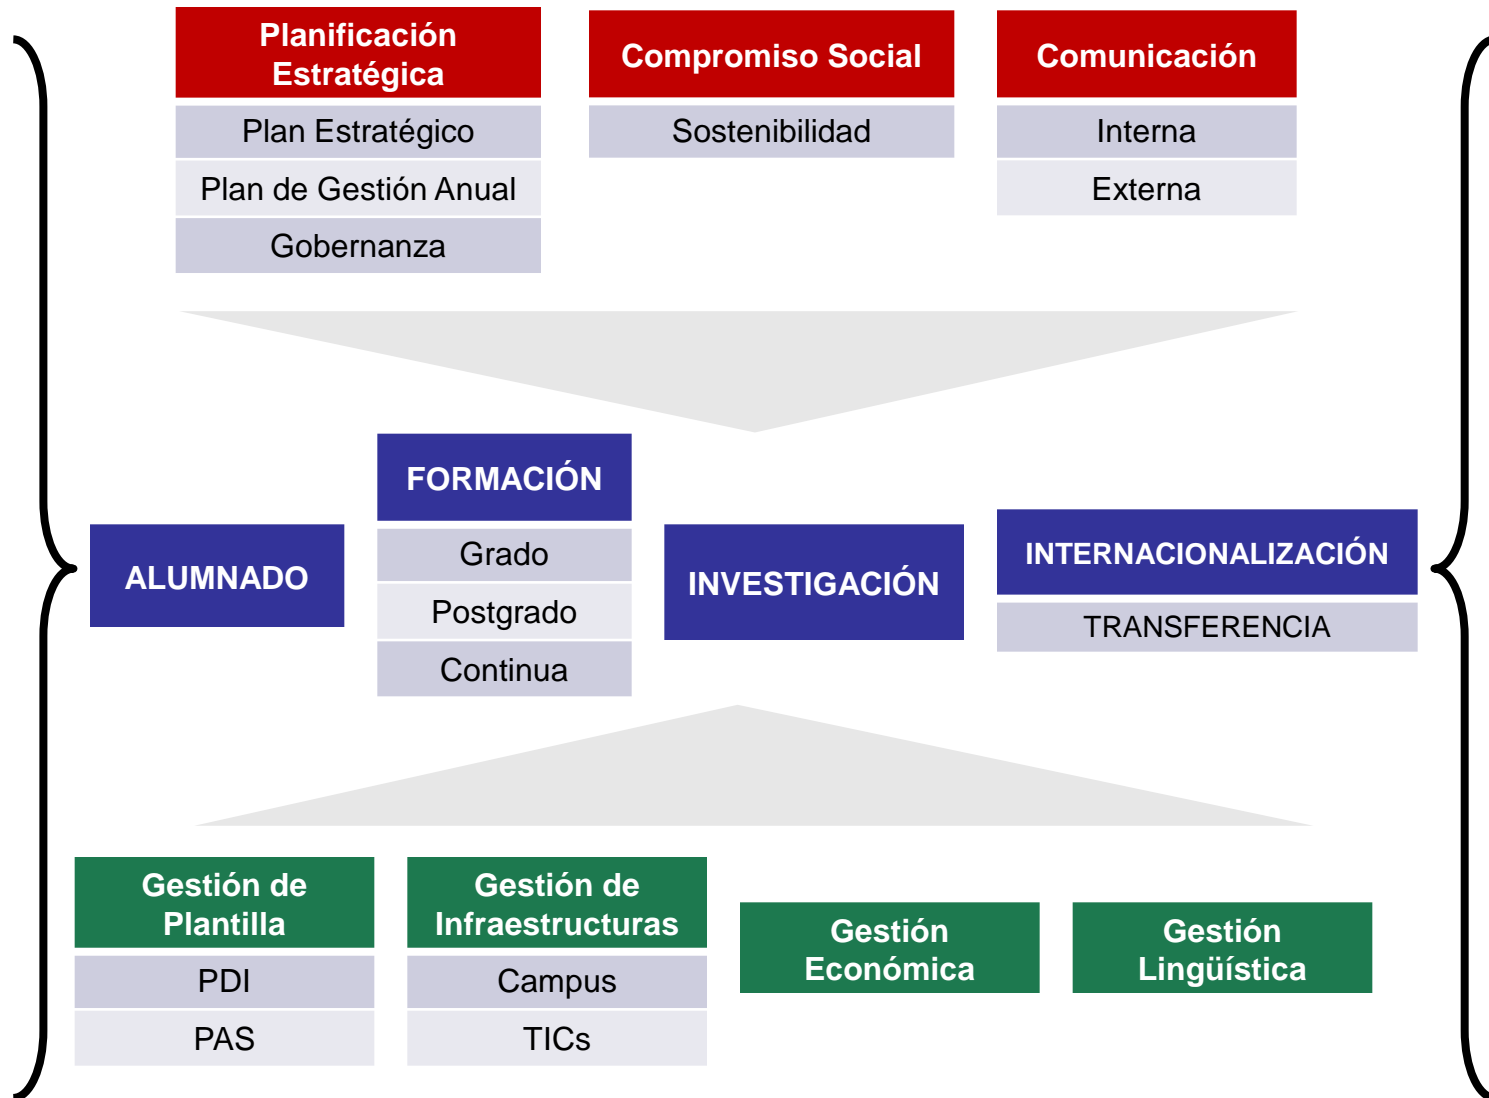 Planificación
Estratégica
Plan Estratégico
Plan de Gestión Anual
Gobernanza
Compromiso Social
Sostenibilidad
Comunicación
Interna
Externa
ALUMNADO
FORMACIÓN
Grado
Postgrado
Continua
INVESTIGACIÓN
INTERNACIONALIZACIÓN
TRANSFERENCIA
Gestión de
Plantilla
PDI
PAS
Gestión de
Infraestructuras
Campus
TICs
Gestión
Económica
Gestión
Lingüística